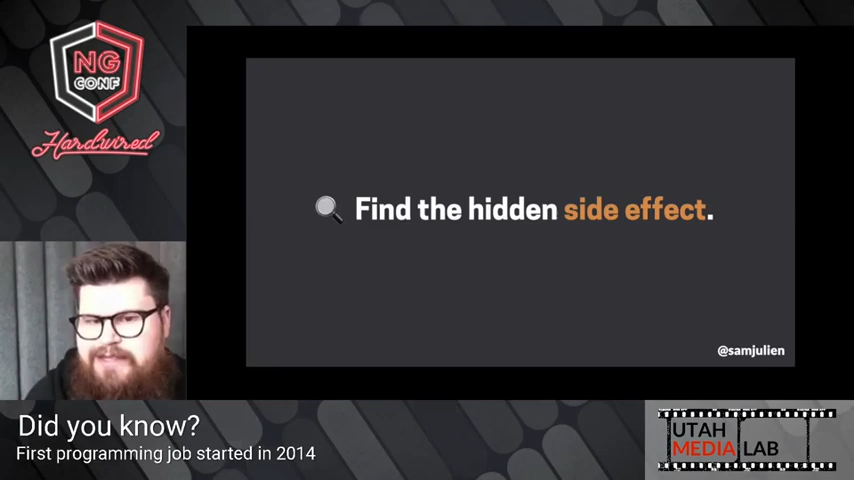 NG
CONF
Hardwired
Find the hidden side effect.
@samjulien
Did you know?
First programming job started in 2014
UTAH
MEDIA LAB